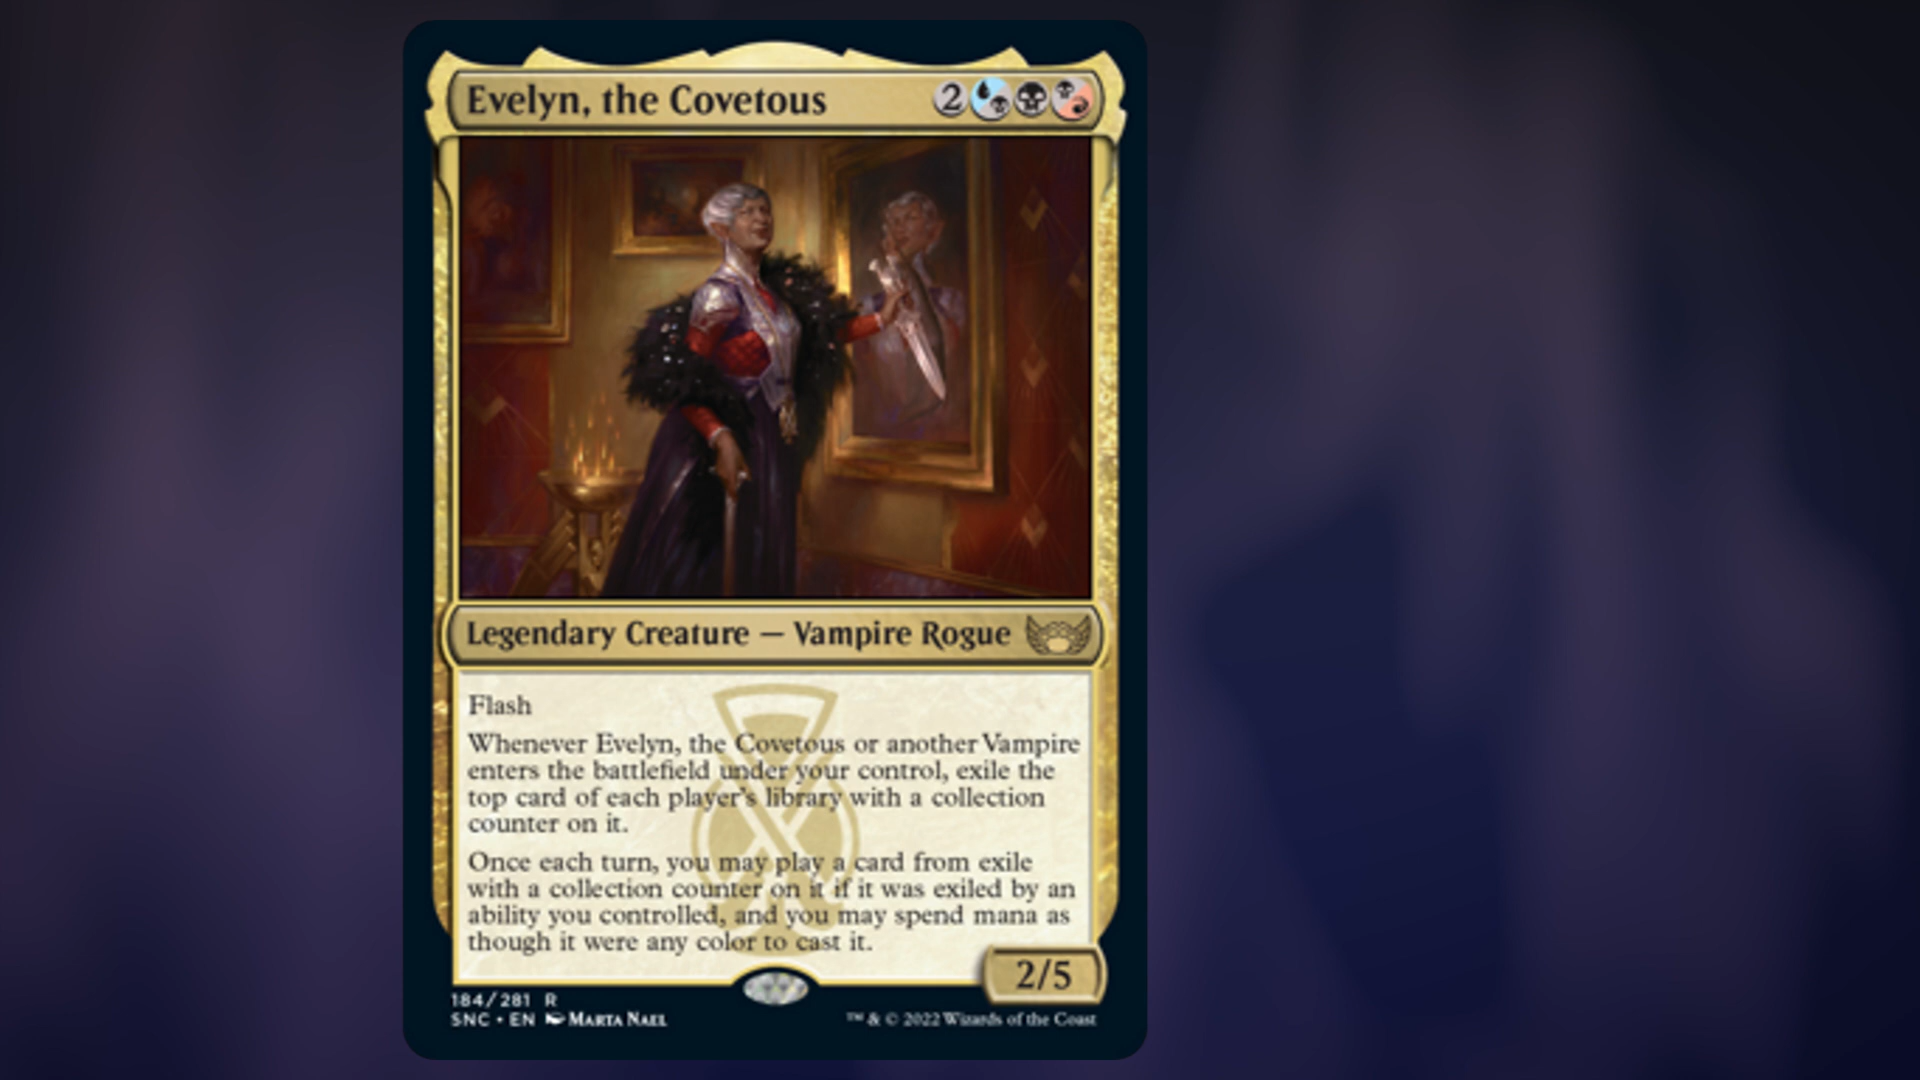 Evelyn, the Covetous 2
Legendary Creature — Vampire Rogue
Flash
Whenever Evelyn, the Covetous or another Vampire
enters the battlefield under your control, exile the
top card of each player's library with a collection
counter on it.
Once each turn, you may play a card from exile
with a collection counter on it if it was exiled by an
ability you controlled, and you may spend mana as
though it were any color to cast it.
2/5
184/281 R
SNC • EN Marta Nael
™ & © 2022 Wizards of the Coast